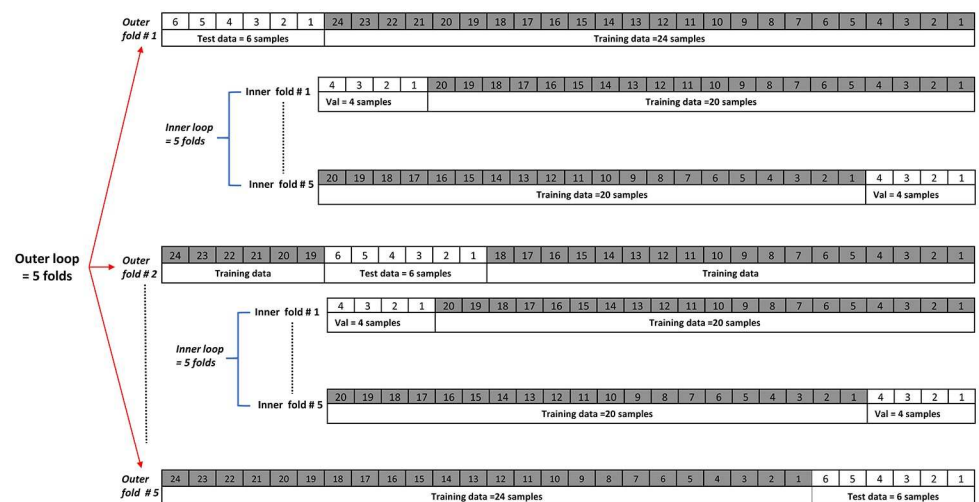 Outer fold # 1
6 5 4 3 2 1 24 23 22 21 20 19 18 17 16 15 14 13 12 11 10 9 8 7 6 5 4 3 2 1
Test data = 6 samples Training data =24 samples
Inner fold # 1
4 3 2 1 20 19 18 17 16 15 14 13 12 11 10 9 8 7 6 5 4 3 2 1
Val = 4 samples Training data =20 samples
Inner loop
= 5 folds
Inner fold # 5
20 19 18 17 16 15 14 13 12 11 10 9 8 7 6 5 4 3 2 1 4 3 2 1
Training data =20 samples Val = 4 samples
Outer loop
= 5 folds
Outer fold # 2
24 23 22 21 20 19 6 5 4 3 2 1 18 17 16 15 14 13 12 11 10 9 8 7 6 5 4 3 2 1
Training data Test data = 6 samples Training data
Inner fold # 1
4 3 2 1 20 19 18 17 16 15 14 13 12 11 10 9 8 7 6 5 4 3 2 1
Val = 4 samples Training data =20 samples
Inner loop
= 5 folds
Inner fold # 5
20 19 18 17 16 15 14 13 12 11 10 9 8 7 6 5 4 3 2 1 4 3 2 1
Training data =20 samples Val = 4 samples
Outer fold # 5
24 23 22 21 20 19 18 17 16 15 14 13 12 11 10 9 8 7 6 5 4 3 2 1 6 5 4 3 2 1
Training data =24 samples Test data = 6 samples